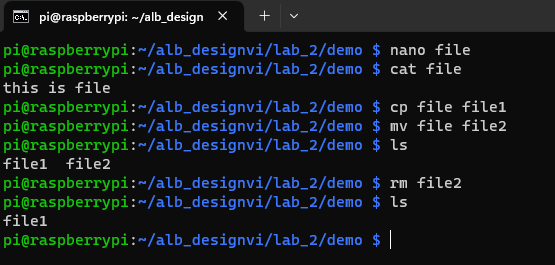 pi@raspberrypi: ~/alb_design
pi@raspberrypi:~/alb_designvi/lab_2/demo $ nano file
pi@raspberrypi:~/alb_designvi/lab_2/demo $ cat file
this is file
pi@raspberrypi:~/alb_designvi/lab_2/demo $ cp file file1
pi@raspberrypi:~/alb_designvi/lab_2/demo $ mv file file2
pi@raspberrypi:~/alb_designvi/lab_2/demo $ ls
file1  file2
pi@raspberrypi:~/alb_designvi/lab_2/demo $ rm file2
pi@raspberrypi:~/alb_designvi/lab_2/demo $ ls
file1
pi@raspberrypi:~/alb_designvi/lab_2/demo $